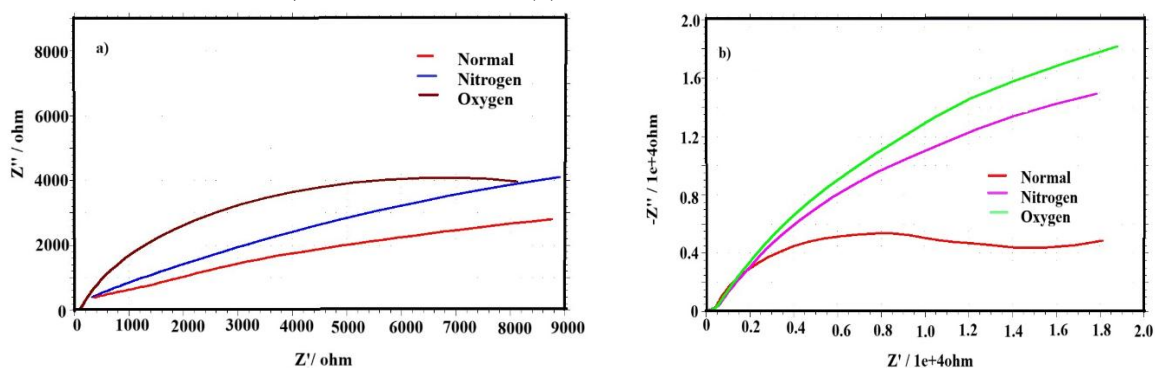 a)
Normal
Nitrogen
Oxygen
Z'' / ohm
8000
6000
4000
2000
0
0 1000 2000 3000 4000 5000 6000 7000 8000 9000
Z'/ ohm
b)
Normal
Nitrogen
Oxygen
-Z'' / 1e+4ohm
2.0
1.6
1.2
0.8
0.4
0
0 0.2 0.4 0.6 0.8 1.0 1.2 1.4 1.6 1.8 2.0
Z' / 1e+4ohm